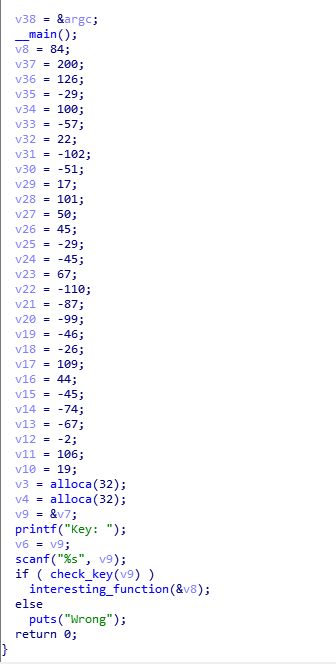 v38 = &argc;
__main();
v8 = 84;
v37 = 200;
v36 = 126;
v35 = -29;
v34 = 100;
v33 = -57;
v32 = 22;
v31 = -102;
v30 = -51;
v29 = 17;
v28 = 101;
v27 = 50;
v26 = 45;
v25 = -29;
v24 = -45;
v23 = 67;
v22 = -110;
v21 = -87;
v20 = -99;
v19 = -46;
v18 = -26;
v17 = 109;
v16 = 44;
v15 = -45;
v14 = -74;
v13 = -67;
v12 = -2;
v11 = 106;
v10 = 19;
v3 = alloca(32);
v4 = alloca(32);
v9 = &v7;
printf("Key: ");
v6 = v9;
scanf("%s", v9);
if ( check_key(v9) )
interesting_function(&v8);
else
puts("Wrong");
return 0;
}